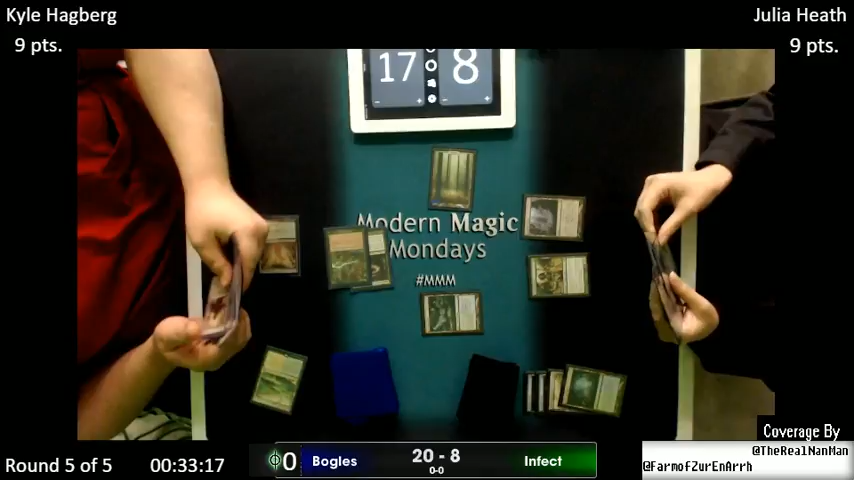 Kyle Hagberg
Julia Heath
9 pts.
9 pts.
17
8
Modern Magic
Mondays
#MMM
Coverage By
@TheRealNanMan
@FarmofZurEnArrh
Round 5 of 5
00:33:17
0
Bogles
20 - 8
0-0
Infect